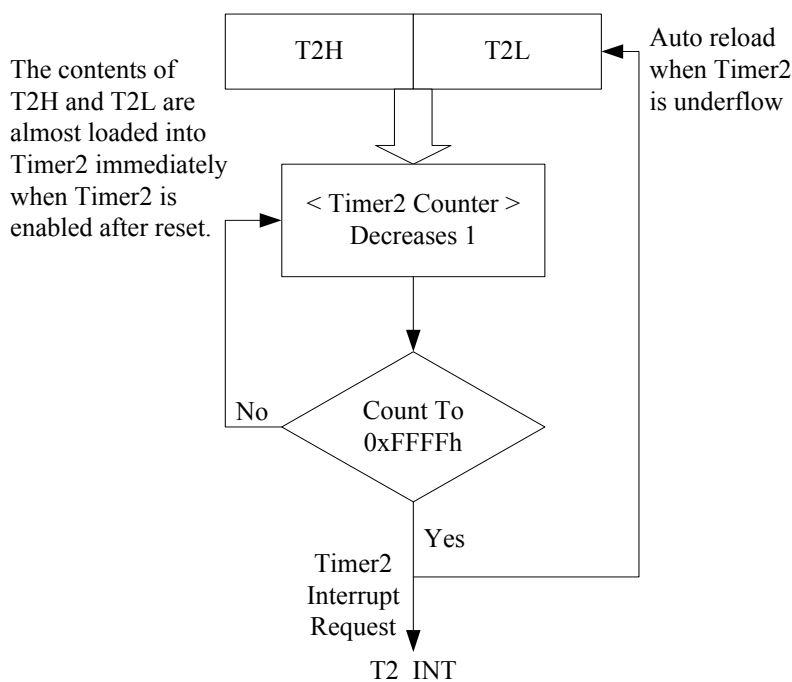 T2H
T2L
Auto reload
when Timer2
is underflow
The contents of
T2H and T2L are
almost loaded into
Timer2 immediately
when Timer2 is
enabled after reset.
< Timer2 Counter >
Decreases 1
No
Count To
0xFFFFh
Yes
Timer2
Interrupt
Request
T2 INT